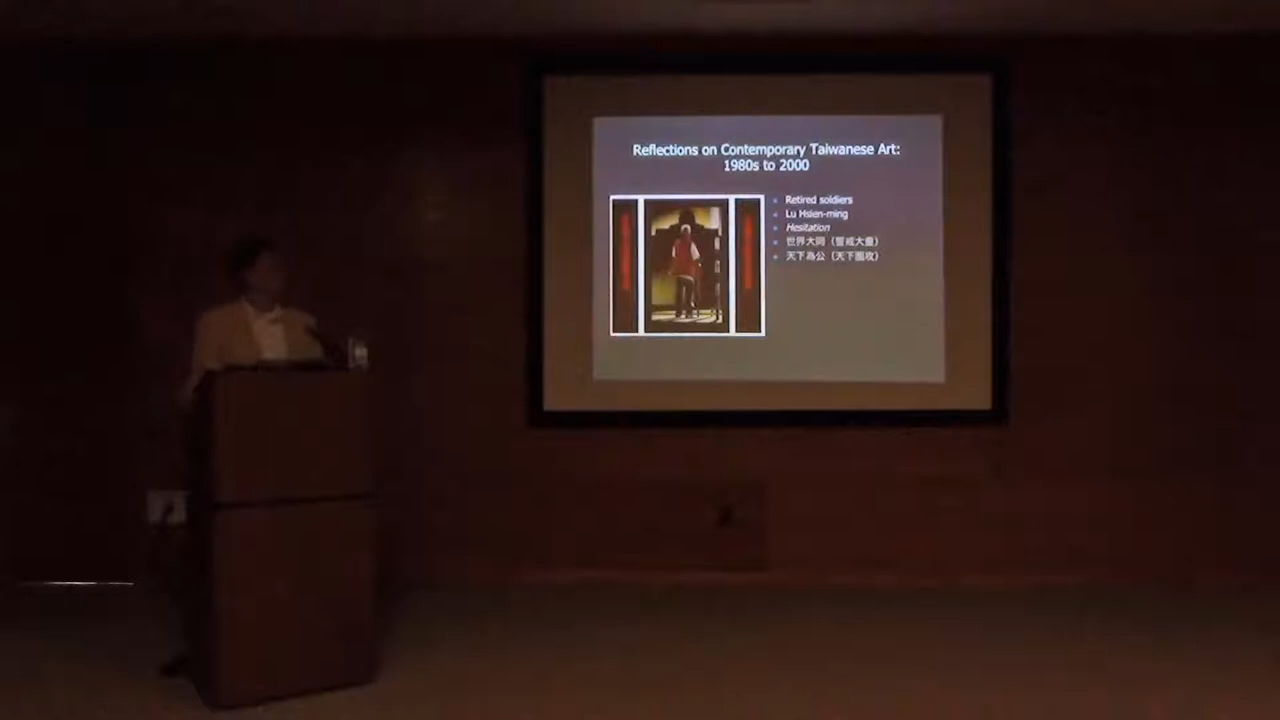 Reflections on Contemporary Taiwanese Art:
1980s to 2000
Retired soldiers
Lu Hsien-ming
Hesitation
世界大同
天下為公